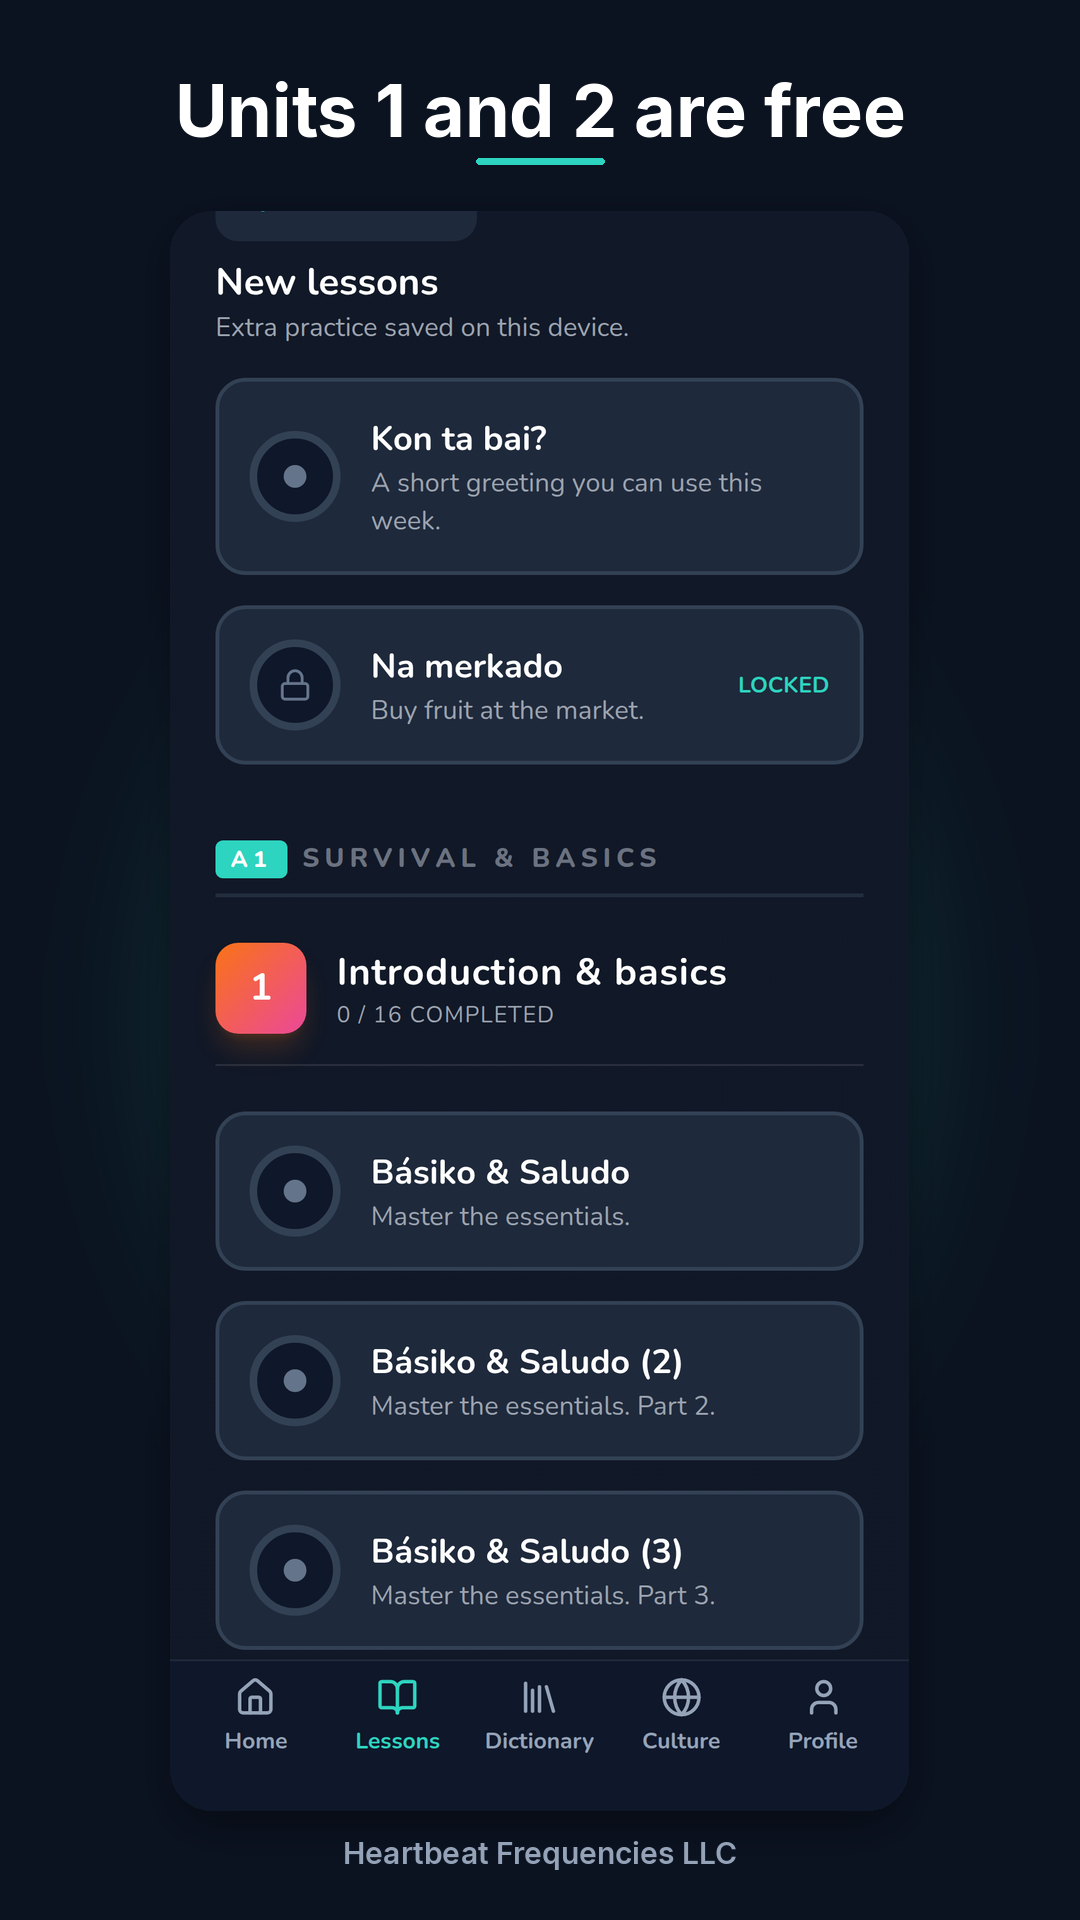 Units 1 and 2 are free
New lessons
Extra practice saved on this device.
Kon ta bai?
A short greeting you can use this
week.
Na merkado
Buy fruit at the market.
LOCKED
A1 SURVIVAL & BASICS
1
Introduction & basics
0 / 16 COMPLETED
Básiko & Saludo
Master the essentials.
Básiko & Saludo (2)
Master the essentials. Part 2.
Básiko & Saludo (3)
Master the essentials. Part 3.
Home Lessons Dictionary Culture Profile
Heartbeat Frequencies LLC